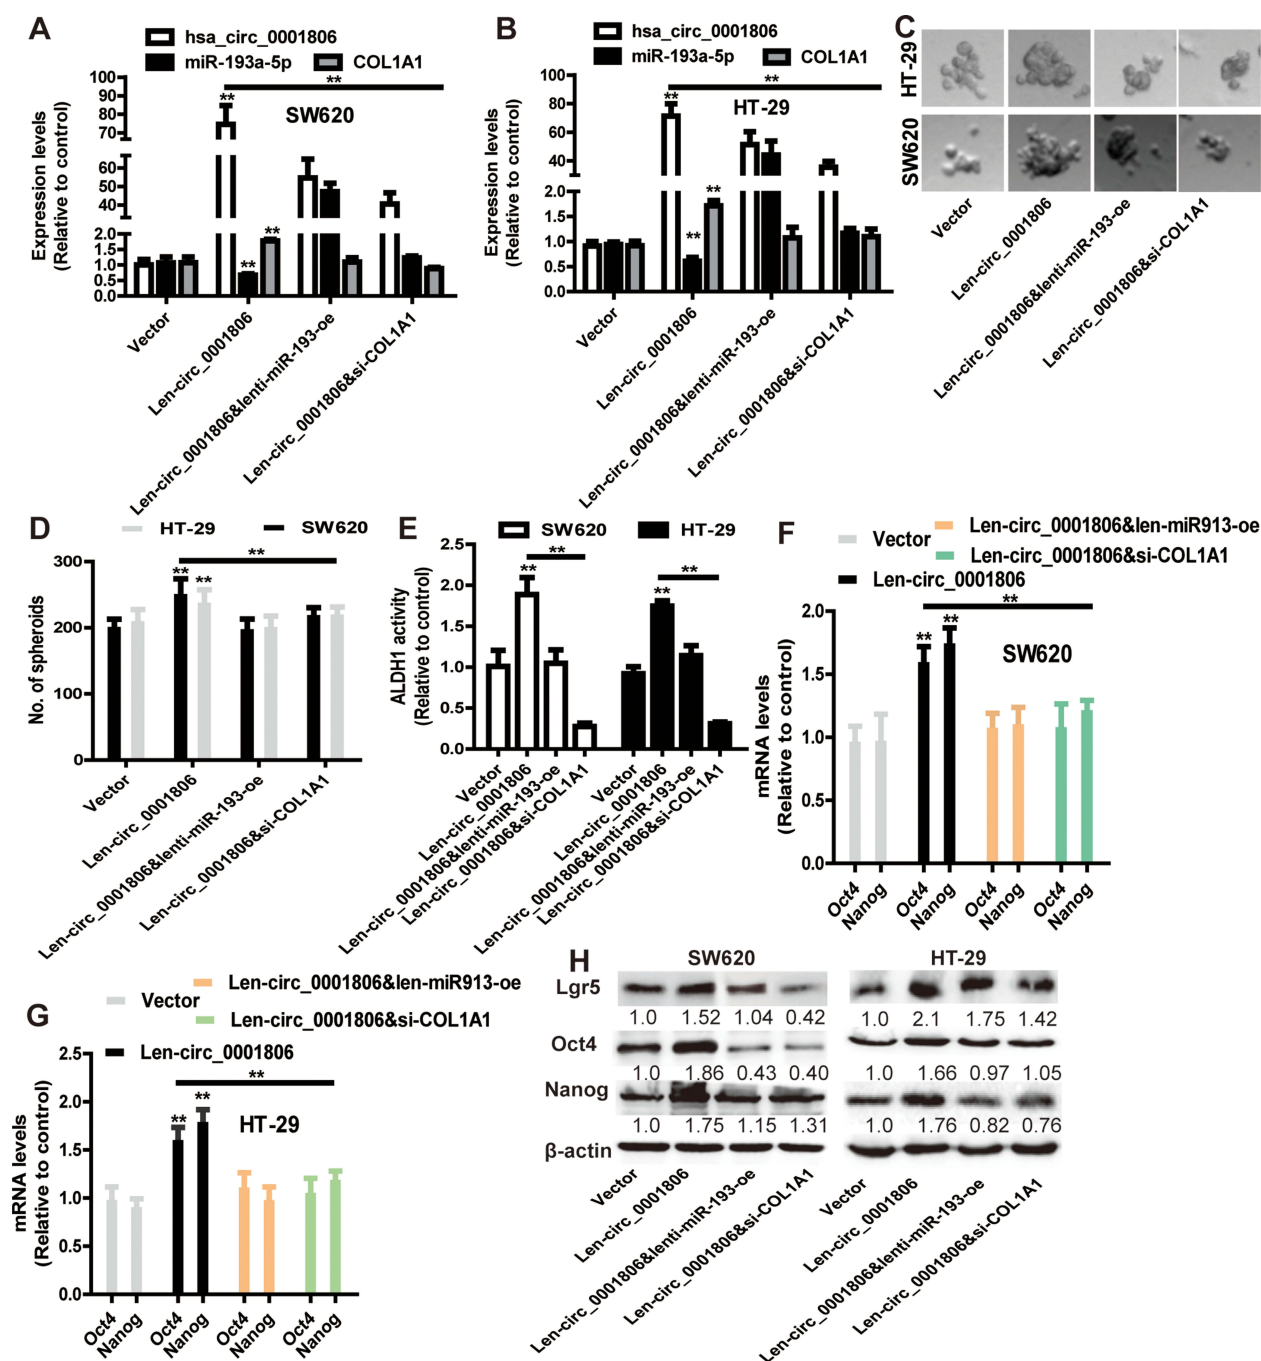 A
hsa_circ_0001806
miR-193a-5p COL1A1
Expression levels
(Relative to control)
100
90
80
70
60
50
40
2.0
1.5
1.0
0.5
0.0
** ** ** **
SW620
Vector
Len-circ_0001806
Len-circ_0001806&lenti-miR-193-oe
Len-circ_0001806&si-COL1A1
B
hsa_circ_0001806
miR-193a-5p COL1A1
Expression levels
(Relative to control)
100
80
60
40
2.0
1.5
1.0
0.5
0.0
** ** ** **
HT-29
Vector
Len-circ_0001806
Len-circ_0001806&lenti-miR-193-oe
Len-circ_0001806&si-COL1A1
C
HT-29
SW620
Vector
Len-circ_0001806
Len-circ_0001806&lenti-miR-193-oe
Len-circ_0001806&si-COL1A1
D
HT-29 SW620
No. of spheroids
300
200
100
0
** ** **
Vector
Len-circ_0001806
Len-circ_0001806&lenti-miR-193-oe
Len-circ_0001806&si-COL1A1
E
SW620 HT-29
ALDH1 activity
(Relative to control)
2.5
2.0
1.5
1.0
0.5
0.0
** ** ** **
Vector
Len-circ_0001806
Len-circ_0001806&lenti-miR-193-oe
Len-circ_0001806&si-COL1A1
Vector
Len-circ_0001806
Len-circ_0001806&lenti-miR-193-oe
Len-circ_0001806&si-COL1A1
F
Vector
Len-circ_0001806&len-miR913-oe
Len-circ_0001806&si-COL1A1
Len-circ_0001806
mRNA levels
(Relative to control)
2.0
1.5
1.0
0.5
0.0
** ** **
SW620
Oct4 Nanog Oct4 Nanog Oct4 Nanog Oct4 Nanog
G
Len-circ_0001806&len-miR913-oe
Vector
Len-circ_0001806&si-COL1A1
Len-circ_0001806
mRNA levels
(Relative to control)
2.5
2.0
1.5
1.0
0.5
0.0
** ** **
HT-29
Oct4 Nanog Oct4 Nanog Oct4 Nanog Oct4 Nanog
H
SW620 HT-29
Lgr5
1.0 1.52 1.04 0.42 1.0 2.1 1.75 1.42
Oct4
1.0 1.86 0.43 0.40 1.0 1.66 0.97 1.05
Nanog
1.0 1.75 1.15 1.31 1.0 1.76 0.82 0.76
β-actin
Vector
Len-circ_0001806
Len-circ_0001806&lenti-miR-193-oe
Len-circ_0001806&si-COL1A1
Vector
Len-circ_0001806
Len-circ_0001806&lenti-miR-193-oe
Len-circ_0001806&si-COL1A1